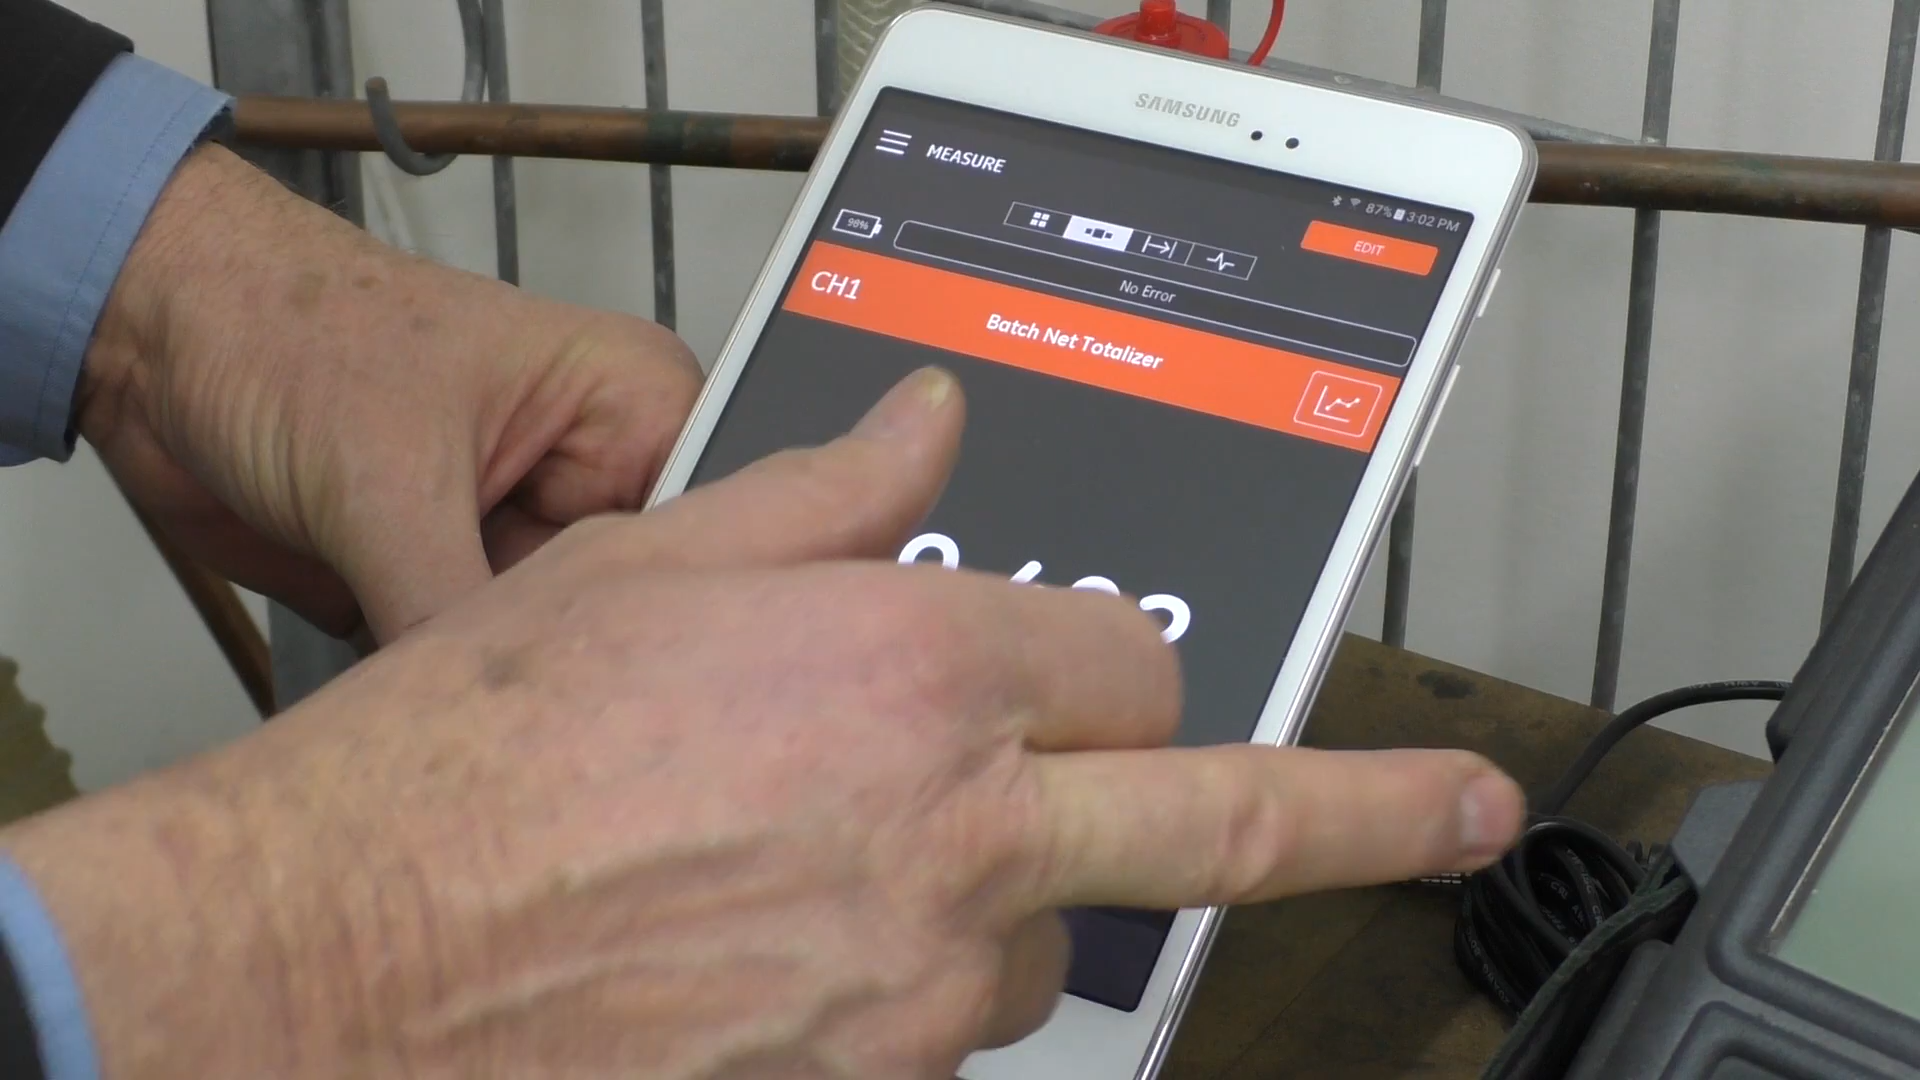 SAMSUNG
MEASURE
87% 3:02 PM
98%
EDIT
No Error
CH1
Batch Net Totalizer